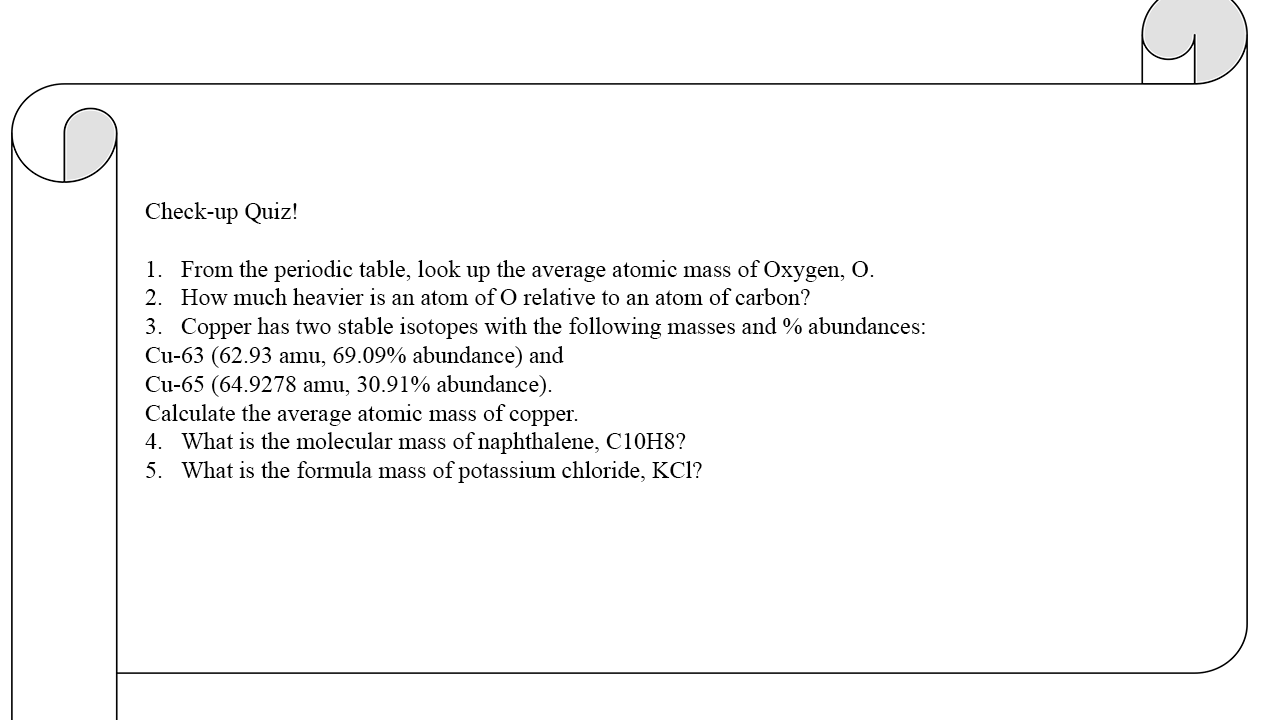 Check-up Quiz!
1. From the periodic table, look up the average atomic mass of Oxygen, O.
2. How much heavier is an atom of O relative to an atom of carbon?
3. Copper has two stable isotopes with the following masses and % abundances:
Cu-63 (62.93 amu, 69.09% abundance) and
Cu-65 (64.9278 amu, 30.91% abundance).
Calculate the average atomic mass of copper.
4. What is the molecular mass of naphthalene, C10H8?
5. What is the formula mass of potassium chloride, KCl?